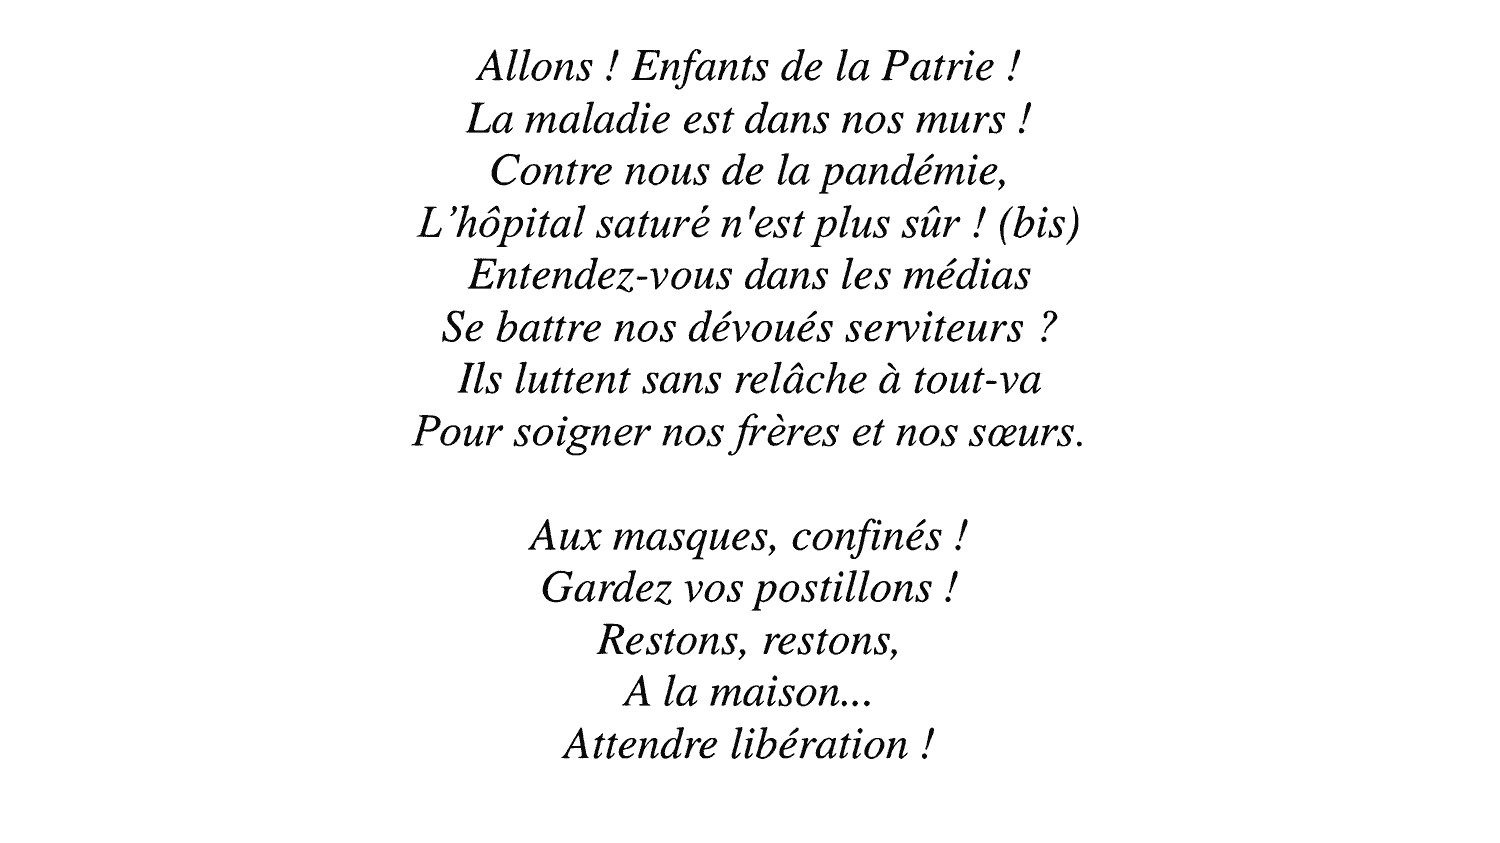 Allons ! Enfants de la Patrie !
La maladie est dans nos murs !
Contre nous de la pandémie,
L’hôpital saturé n'est plus sûr ! (bis)
Entendez-vous dans les médias
Se battre nos dévoués serviteurs ?
Ils luttent sans relâche à tout-va
Pour soigner nos frères et nos sœurs.
Aux masques, confinés !
Gardez vos postillons !
Restons, restons,
A la maison...
Attendre libération !